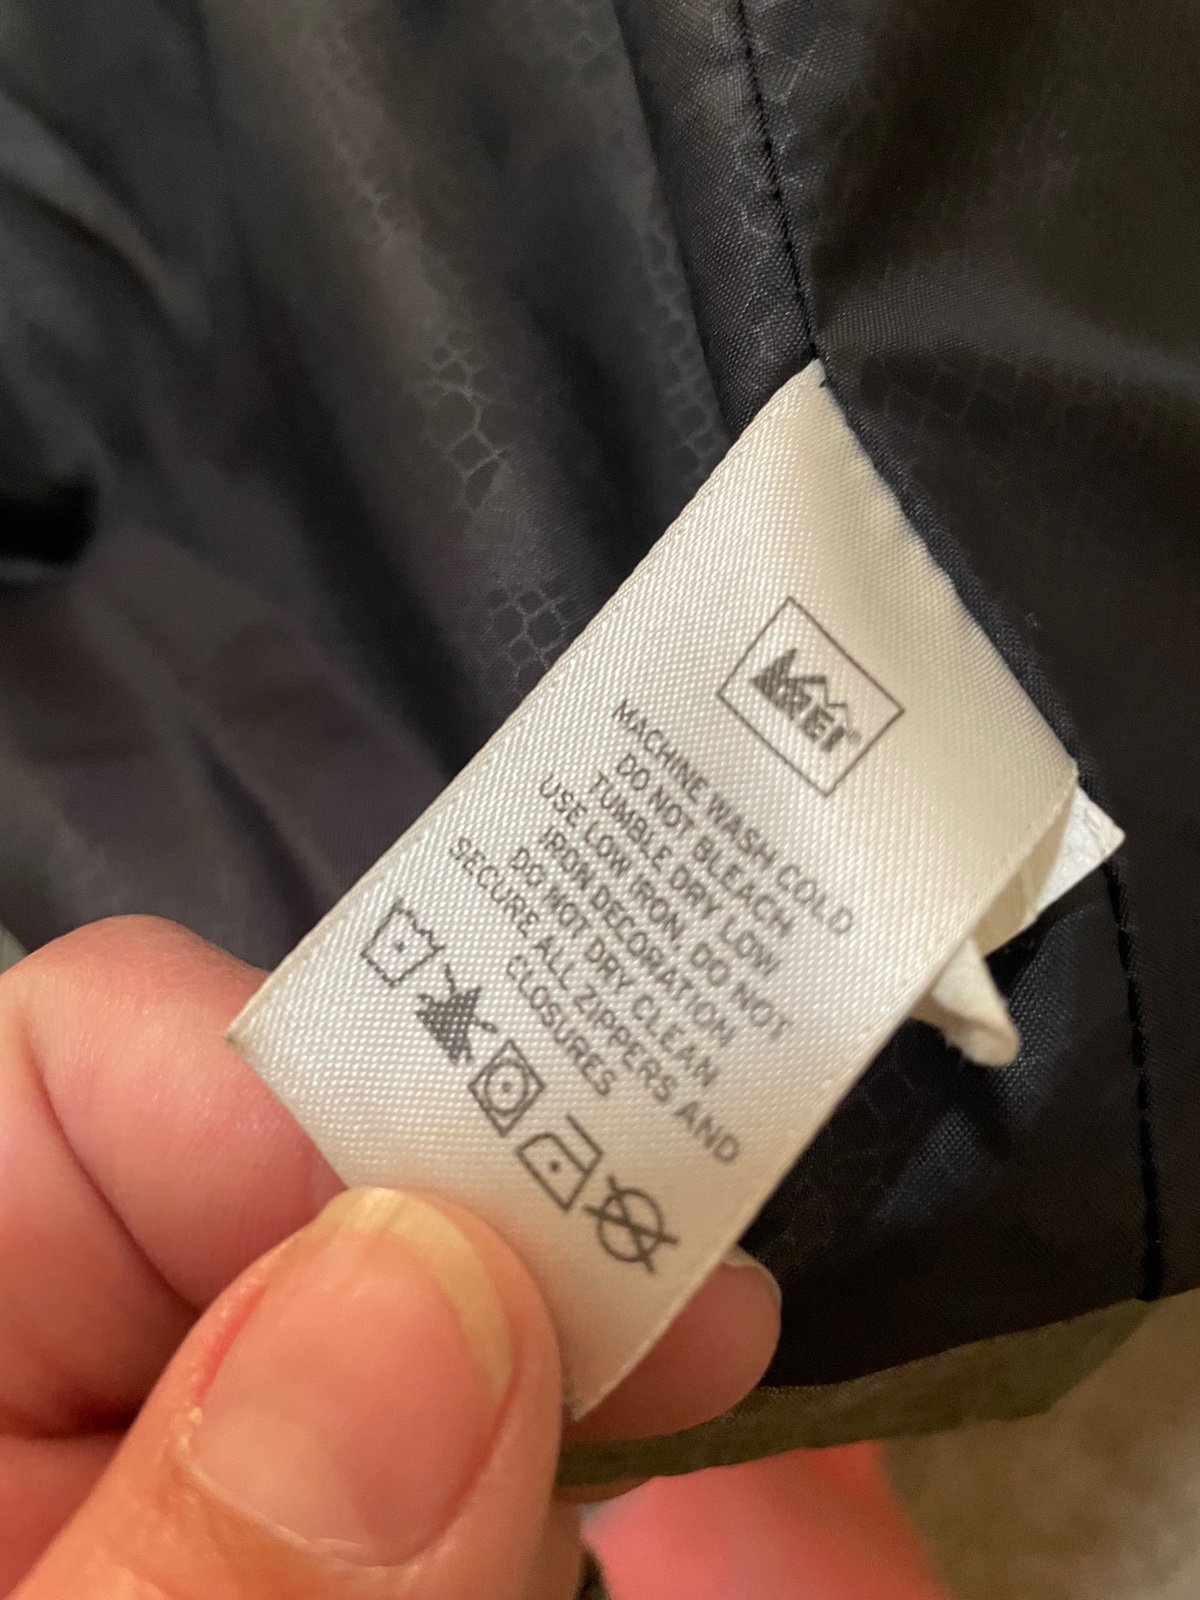 REI®
MACHINE WASH COLD
DO NOT BLEACH
TUMBLE DRY LOW
USE LOW IRON, DO NOT
IRON DECORATION
DO NOT DRY CLEAN
SECURE ALL ZIPPERS AND
CLOSURES